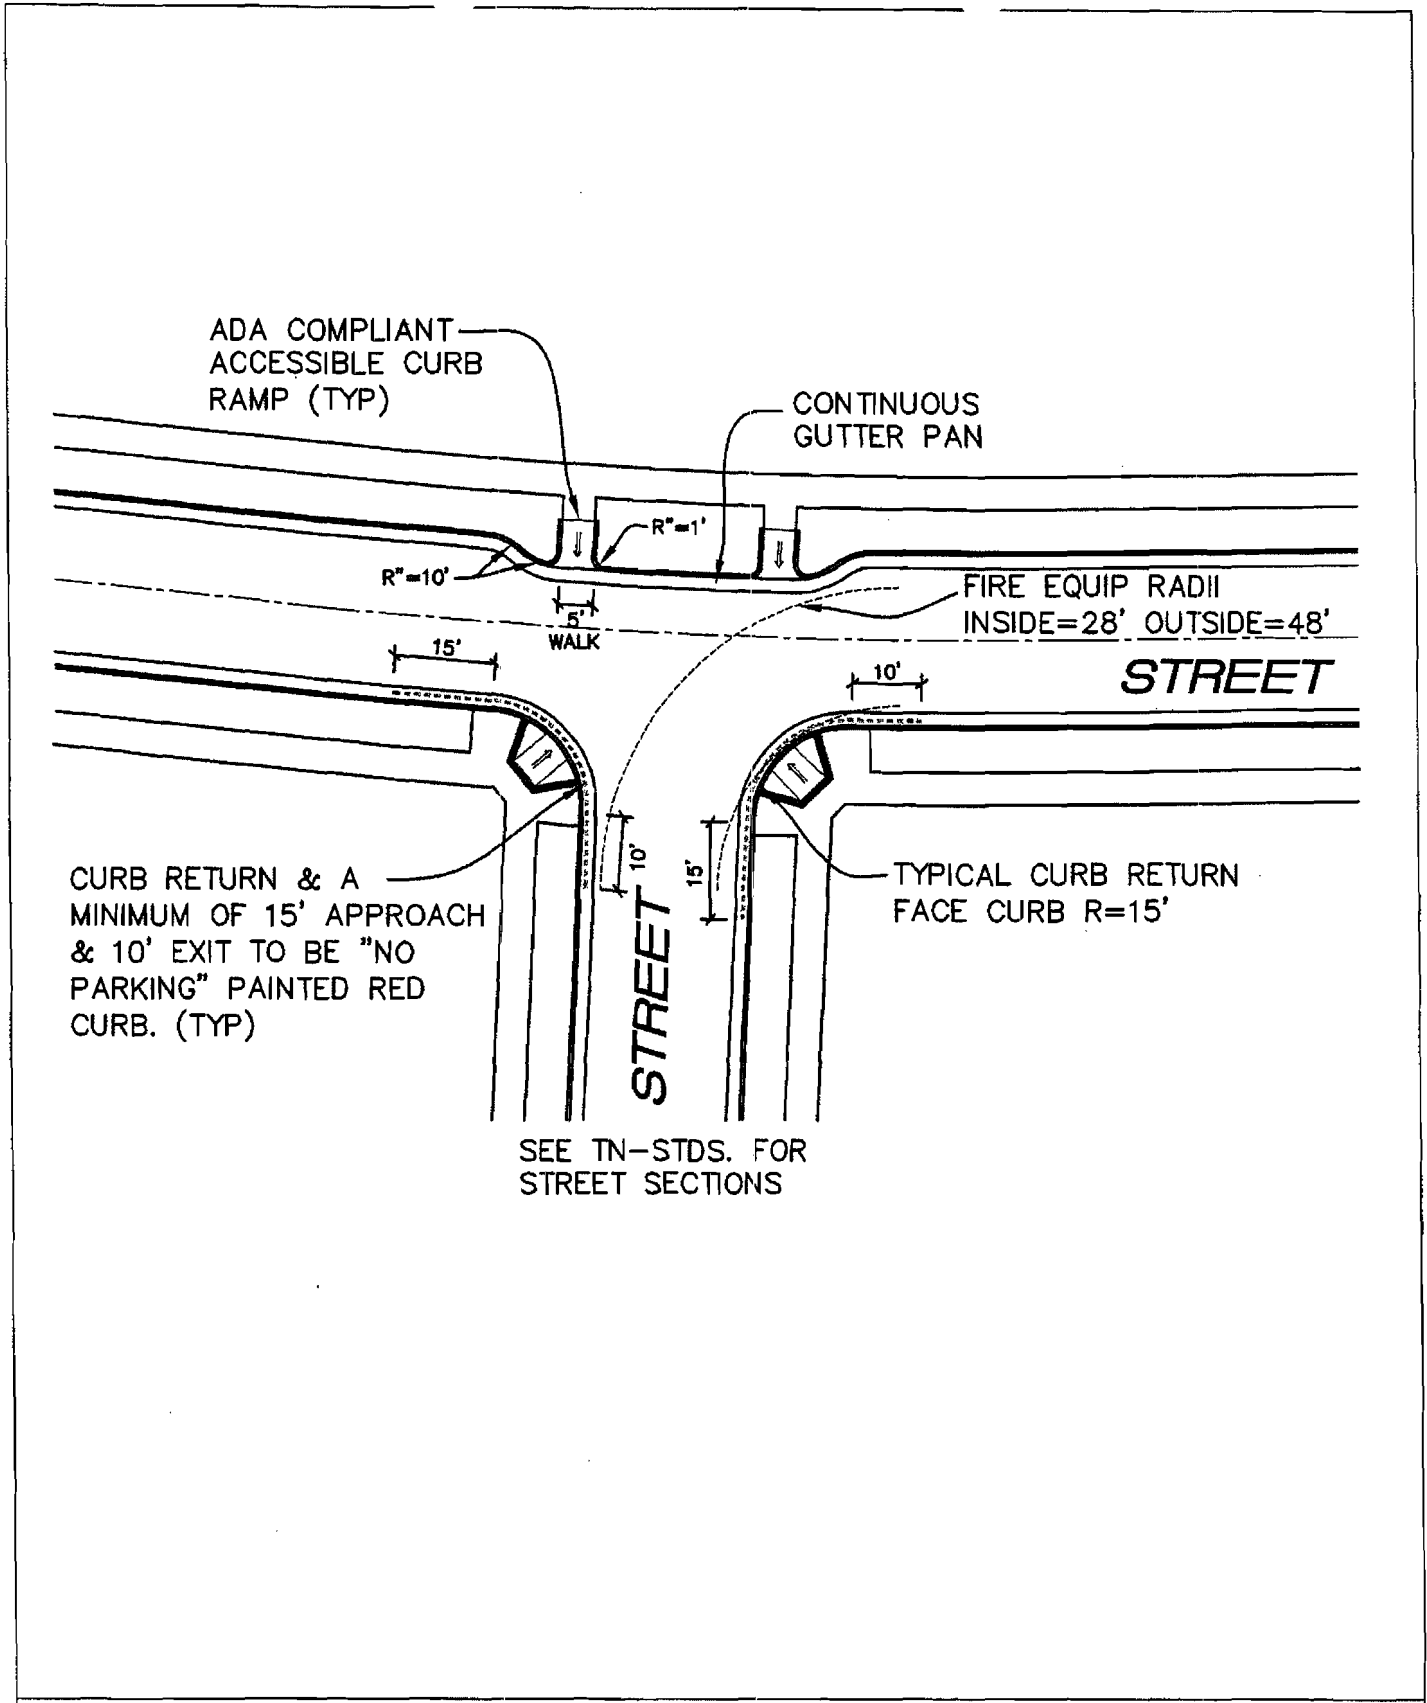 ADA COMPLIANT
ACCESSIBLE CURB
RAMP (TYP)
CONTINUOUS
GUTTER PAN
R"=1'
R"=10'
FIRE EQUIP RADII
INSIDE=28' OUTSIDE=48'
5'
WALK
15'
10'
STREET
10'
15'
CURB RETURN & A
MINIMUM OF 15' APPROACH
& 10' EXIT TO BE "NO
PARKING" PAINTED RED
CURB. (TYP)
TYPICAL CURB RETURN
FACE CURB R=15'
STREET
SEE TN-STDS. FOR
STREET SECTIONS